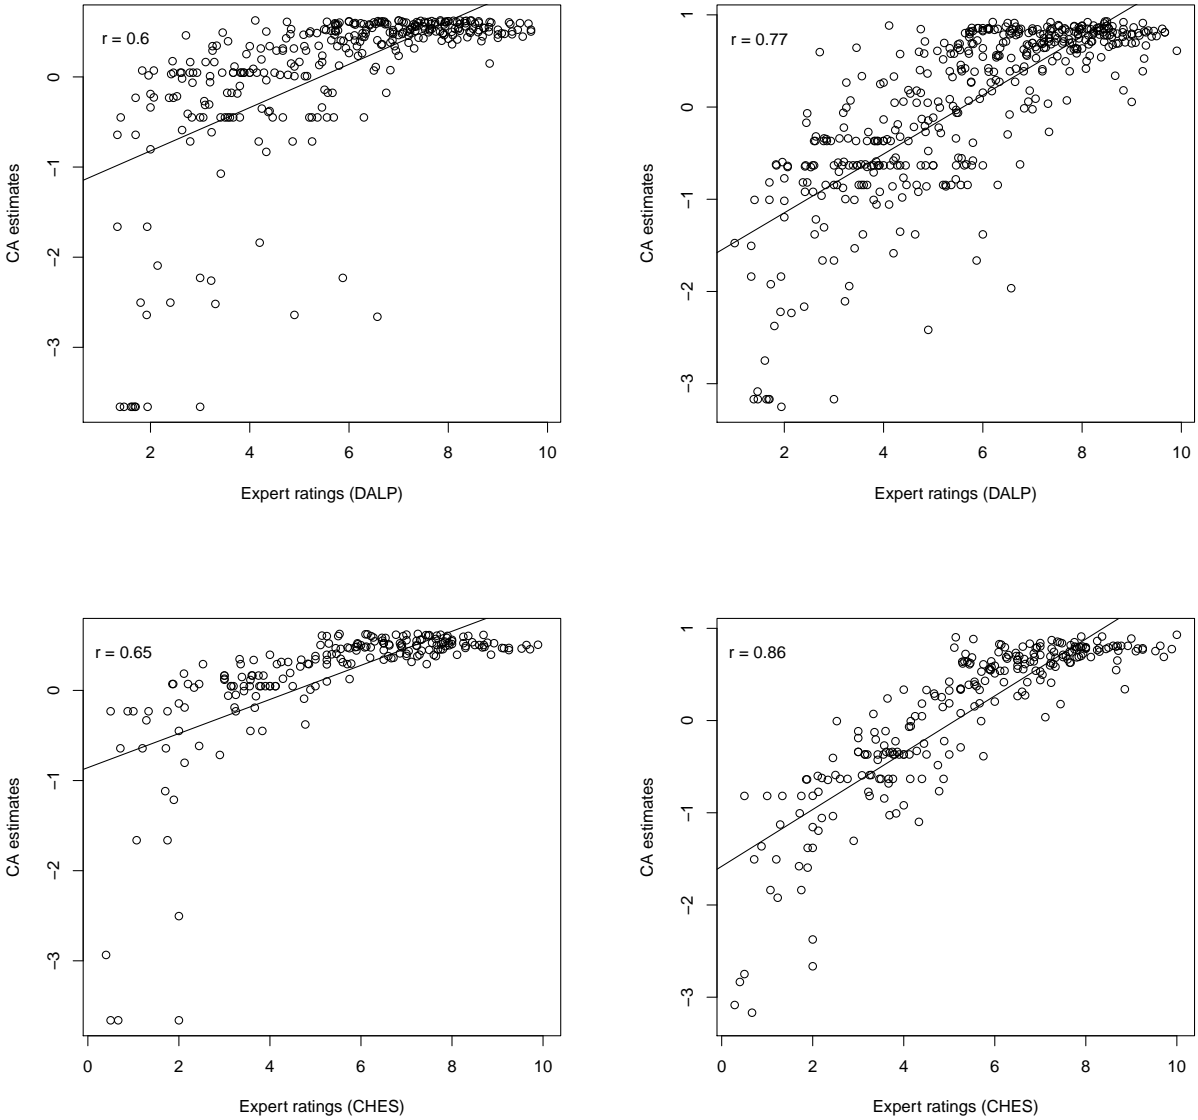 r = 0.6
0
−1
−2
−3
CA estimates
2 4 6 8 10
Expert ratings (DALP)
r = 0.77
1
0
−1
−2
−3
CA estimates
2 4 6 8 10
Expert ratings (DALP)
r = 0.65
0
−1
−2
−3
CA estimates
0 2 4 6 8 10
Expert ratings (CHES)
r = 0.86
1
0
−1
−2
−3
CA estimates
0 2 4 6 8 10
Expert ratings (CHES)